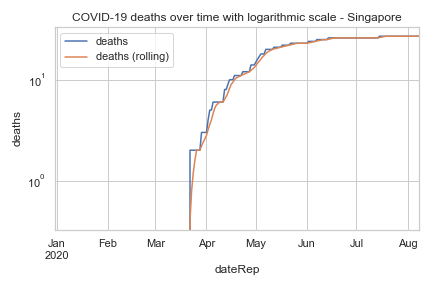 COVID-19 deaths over time with logarithmic scale - Singapore
deaths
deaths (rolling)
10¹
10⁰
deaths
Jan Feb Mar Apr May Jun Jul Aug
2020
dateRep